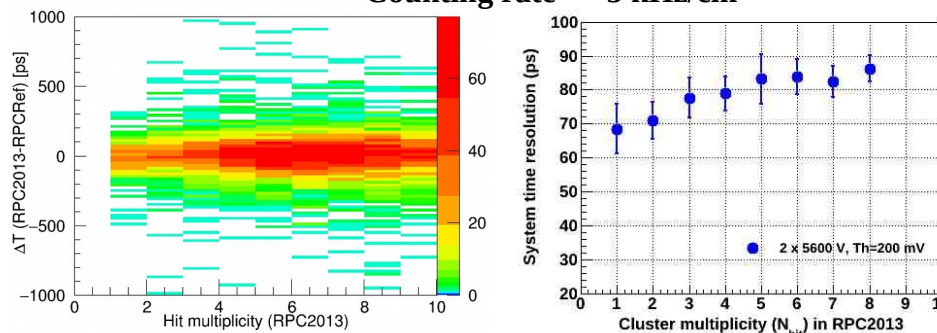 1000
500
0
−500
−1000
ΔT (RPC2013-RPCRef) [ps]
0 2 4 6 8 10
Hit multiplicity (RPC2013)
60
40
20
0
100
90
80
70
60
50
40
30
20
System time resolution (ps)
2 x 5600 V, Th=200 mV
0 1 2 3 4 5 6 7 8 9 1
Cluster multiplicity (N
) in RPC2013